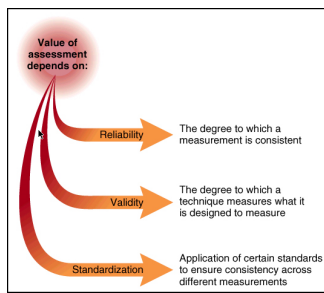 Value of
assessment
depends on:
Reliability
The degree to which a
measurement is consistent
Validity
The degree to which a
technique measures what it
is designed to measure
Standardization
Application of certain standards
to ensure consistency across
different measurements